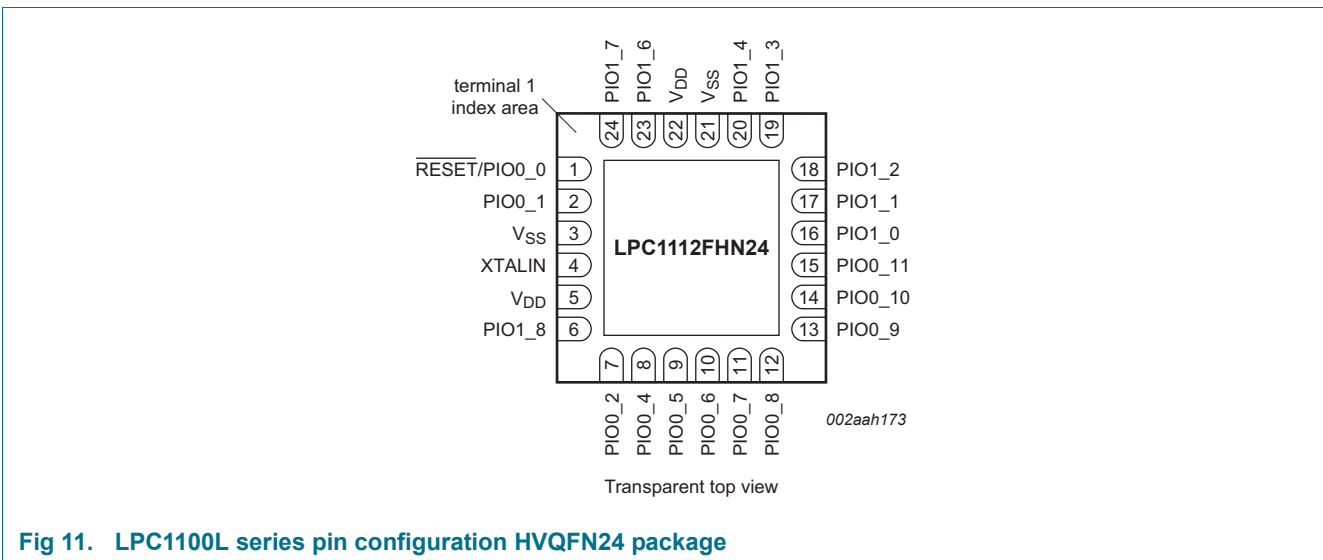 terminal 1
index area
PIO1_7
PIO1_6
VDD
VSS
PIO1_4
PIO1_3
24
23
22
21
20
19
RESET/PIO0_0 1
PIO0_1 2
VSS 3
XTALIN 4
VDD 5
PIO1_8 6
LPC1112FHN24
18 PIO1_2
17 PIO1_1
16 PIO1_0
15 PIO0_11
14 PIO0_10
13 PIO0_9
7
8
9
10
11
12
PIO0_2
PIO0_4
PIO0_5
PIO0_6
PIO0_7
PIO0_8
002aah173
Transparent top view
Fig 11. LPC1100L series pin configuration HVQFN24 package